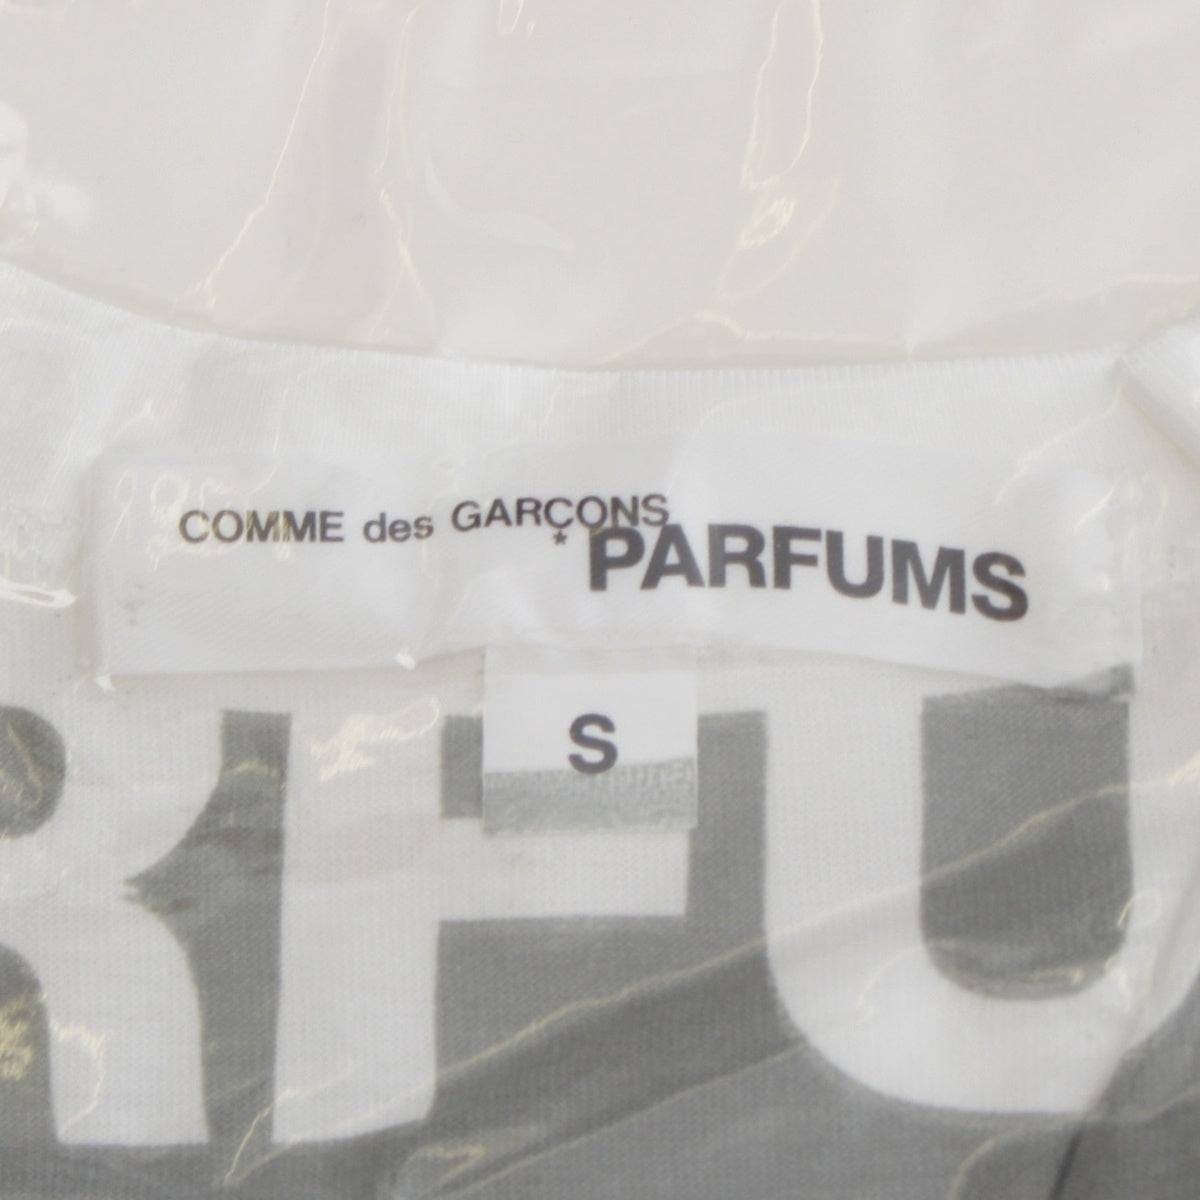 COMME des GARÇONS
* PARFUMS
S
RFU